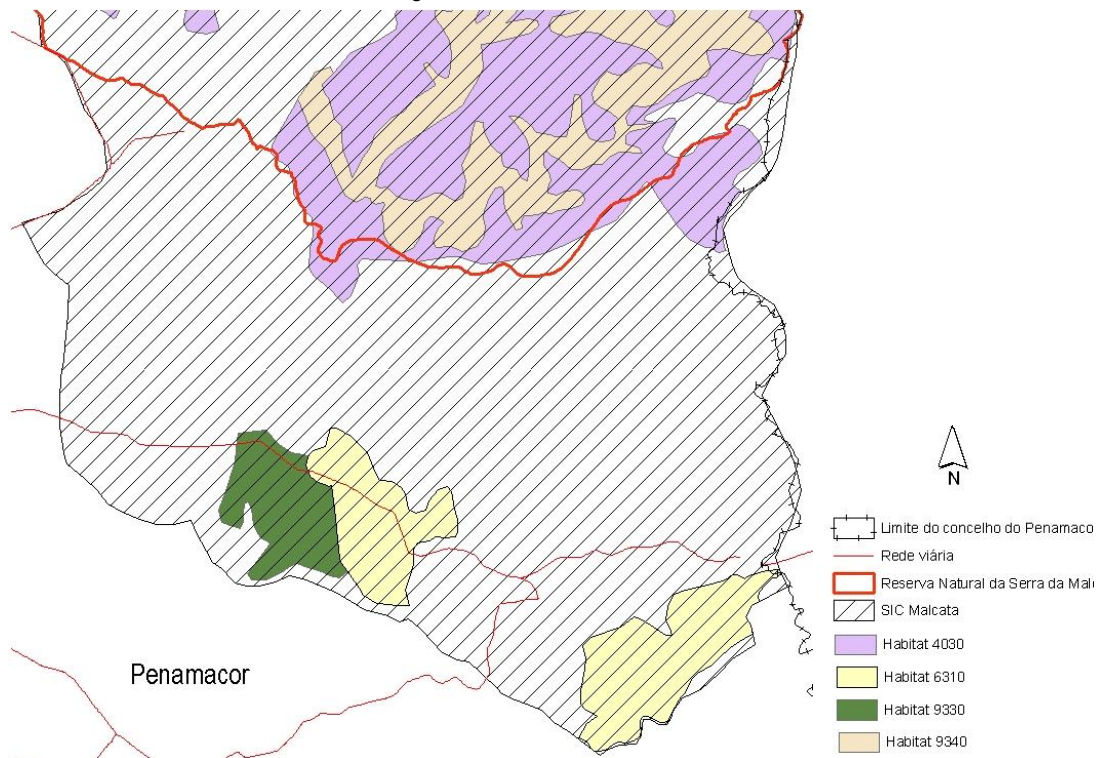 N
Limite do concelho do Penamaco
Rede viária
Reserva Natural da Serra da Mal
SIC Malcata
Habitat 4030
Habitat 6310
Habitat 9330
Habitat 9340
Penamacor